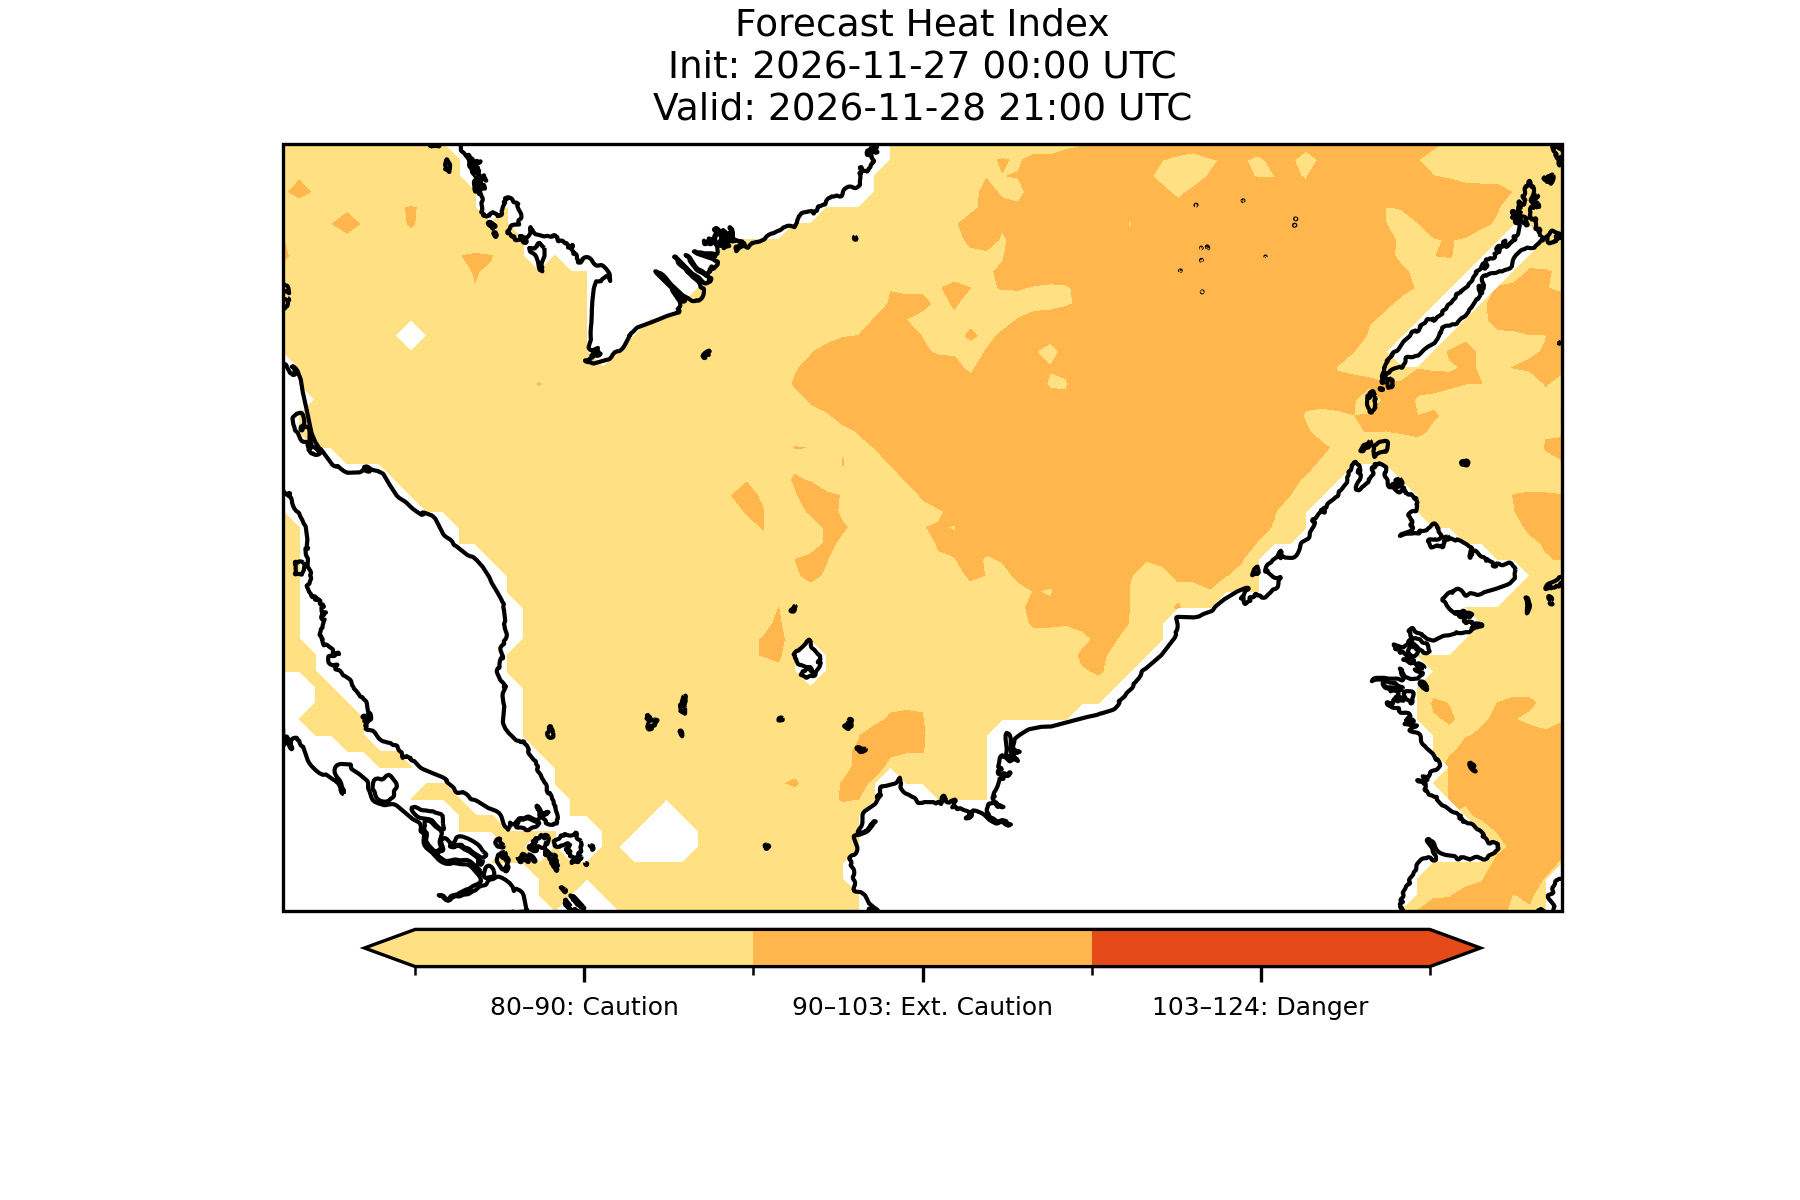 Forecast Heat Index
Init: 2026-11-27 00:00 UTC
Valid: 2026-11-28 21:00 UTC
80–90: Caution
90–103: Ext. Caution
103–124: Danger